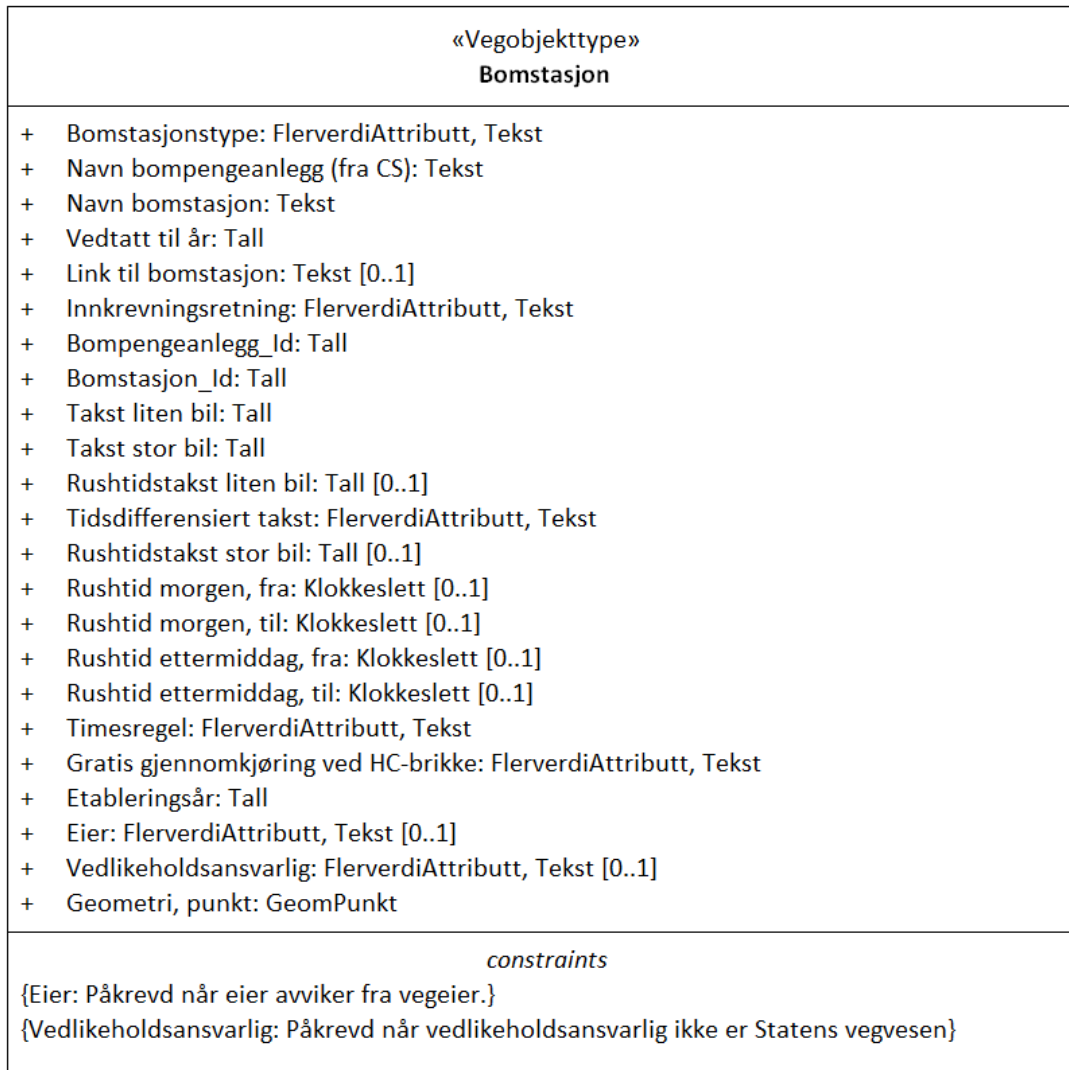 «Vegobjekttype»
Bomstasjon
+ Bomstasjonstype: FlerverdiAttributt, Tekst
+ Navn bompengeanlegg (fra CS): Tekst
+ Navn bomstasjon: Tekst
+ Vedtatt til år: Tall
+ Link til bomstasjon: Tekst [0..1]
+ Innkrevningsretning: FlerverdiAttributt, Tekst
+ Bompengeanlegg_Id: Tall
+ Bomstasjon_Id: Tall
+ Takst liten bil: Tall
+ Takst stor bil: Tall
+ Rushtidstakst liten bil: Tall [0..1]
+ Tidsdifferensiert takst: FlerverdiAttributt, Tekst
+ Rushtidstakst stor bil: Tall [0..1]
+ Rushtid morgen, fra: Klokkeslett [0..1]
+ Rushtid morgen, til: Klokkeslett [0..1]
+ Rushtid ettermiddag, fra: Klokkeslett [0..1]
+ Rushtid ettermiddag, til: Klokkeslett [0..1]
+ Timesregel: FlerverdiAttributt, Tekst
+ Gratis gjennomkjøring ved HC-brikke: FlerverdiAttributt, Tekst
+ Etableringsår: Tall
+ Eier: FlerverdiAttributt, Tekst [0..1]
+ Vedlikeholdsansvarlig: FlerverdiAttributt, Tekst [0..1]
+ Geometri, punkt: GeomPunkt
constraints
{Eier: Påkrevd når eier avviker fra vegeier.}
{Vedlikeholdsansvarlig: Påkrevd når vedlikeholdsansvarlig ikke er Statens vegvesen}